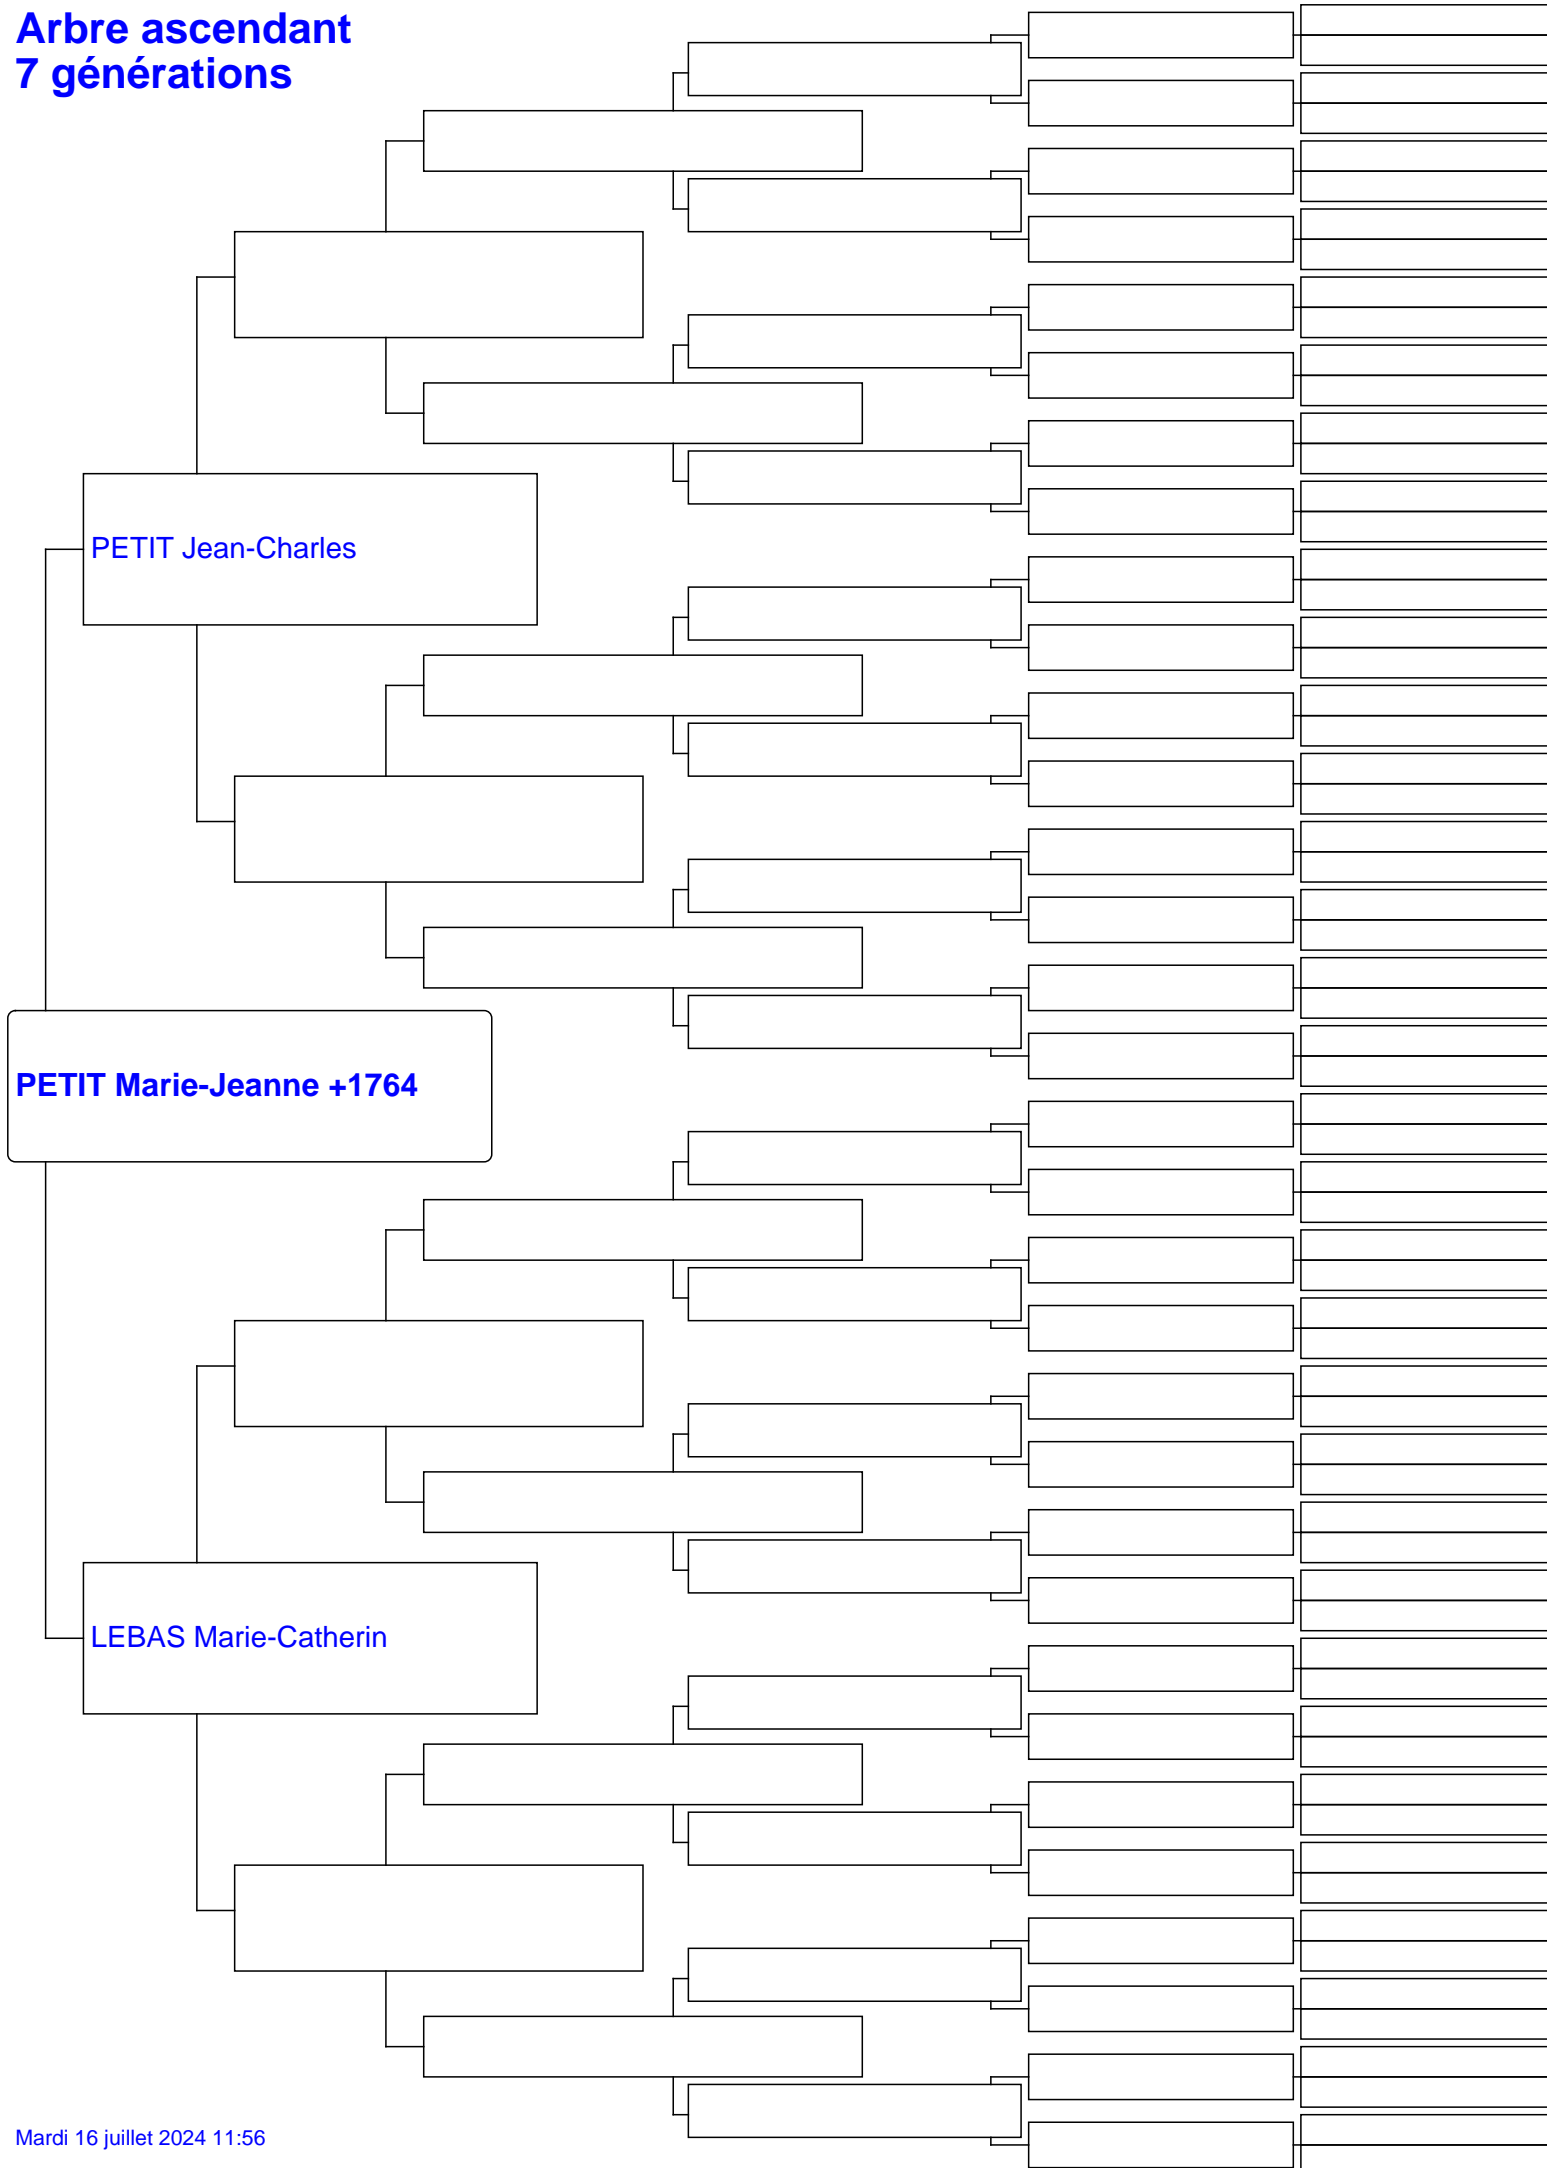 Arbre ascendant
7 générations
PETIT Jean-Charles
PETIT Marie-Jeanne +1764
LEBAS Marie-Catherin
Mardi 16 juillet 2024 11:56